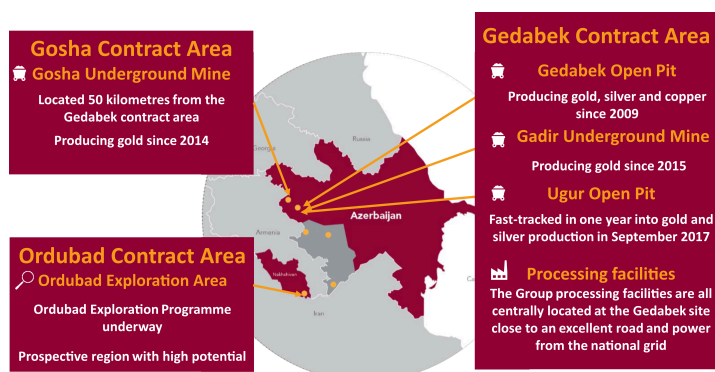 Gosha Contract Area
Gosha Underground Mine
Located 50 kilometres from the
Gedabek contract area
Producing gold since 2014
Ordubad Contract Area
Ordubad Exploration Area
Ordubad Exploration Programme
underway
Prospective region with high potential
Russia
Georgia
Armenia
Azerbaijan
Nakhchivan
Iran
Gedabek Contract Area
Gedabek Open Pit
Producing gold, silver and copper
since 2009
Gadir Underground Mine
Producing gold since 2015
Ugur Open Pit
Fast-tracked in one year into gold and
silver production in September 2017
Processing facilities
The Group processing facilities are all
centrally located at the Gedabek site
close to an excellent road and power
from the national grid